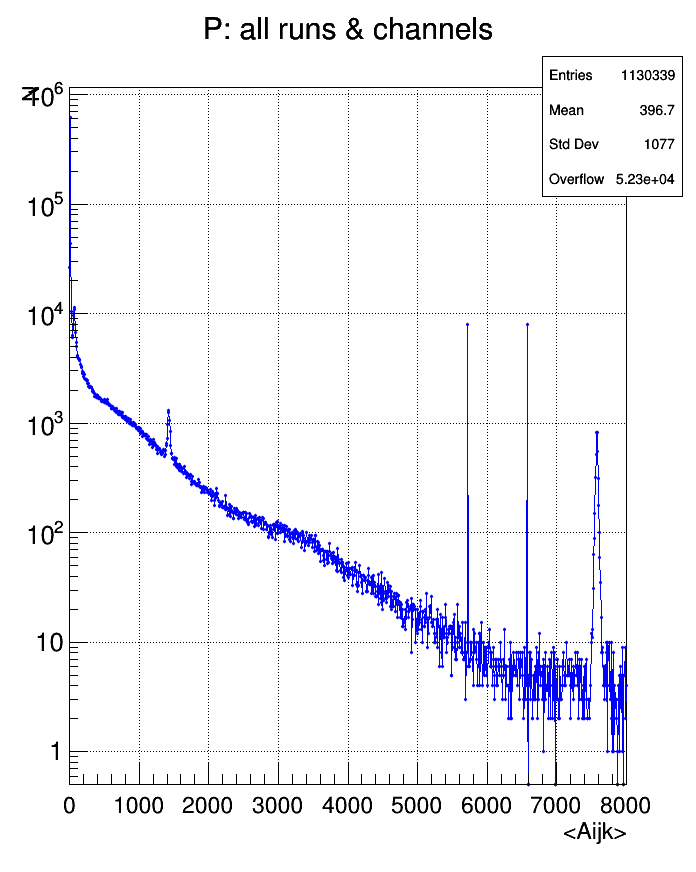 P: all runs & channels
Entries 1130339
Mean 396.7
Std Dev 1077
Overflow 5.23e+04
N
10^6
10^5
10^4
10^3
10^2
10
1
0 1000 2000 3000 4000 5000 6000 7000 8000
<Aijk>